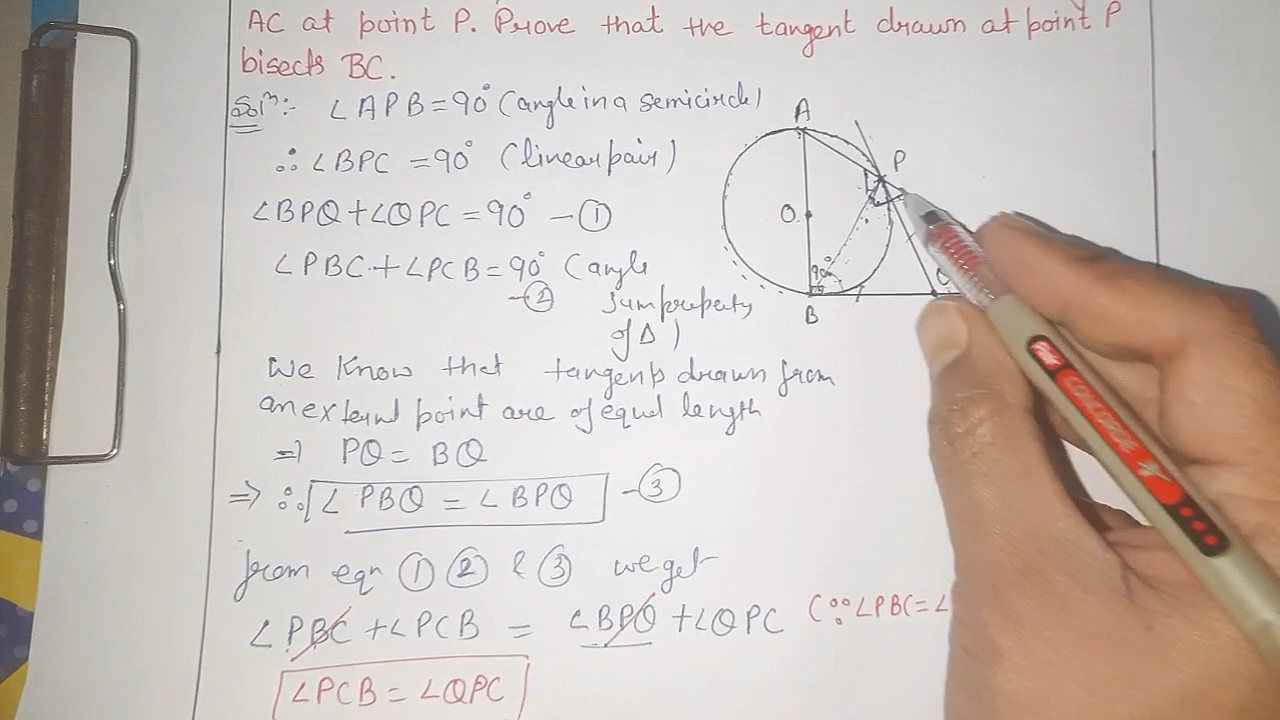 AC at point P. Prove that the tangent drawn at point P
bisects BC.
Solⁿ:- ∠APB = 90° (angle in a semicircle)
∴ ∠BPC = 90° (linear pair)
∠BPQ + ∠QPC = 90° - ①
∠PBC + ∠PCB = 90° (angle
- ② sum property
of Δ)
We Know that tangents drawn from
an external point are of equal length
⇒ PQ = BQ
⇒ ∴ ∠PBQ = ∠BPQ - ③
from eqn ① ② & ③ we get
∠PBC + ∠PCB = ∠BPQ + ∠QPC (∵ ∠PBC = ∠
∠PCB = ∠QPC
A
P
O
90°
B